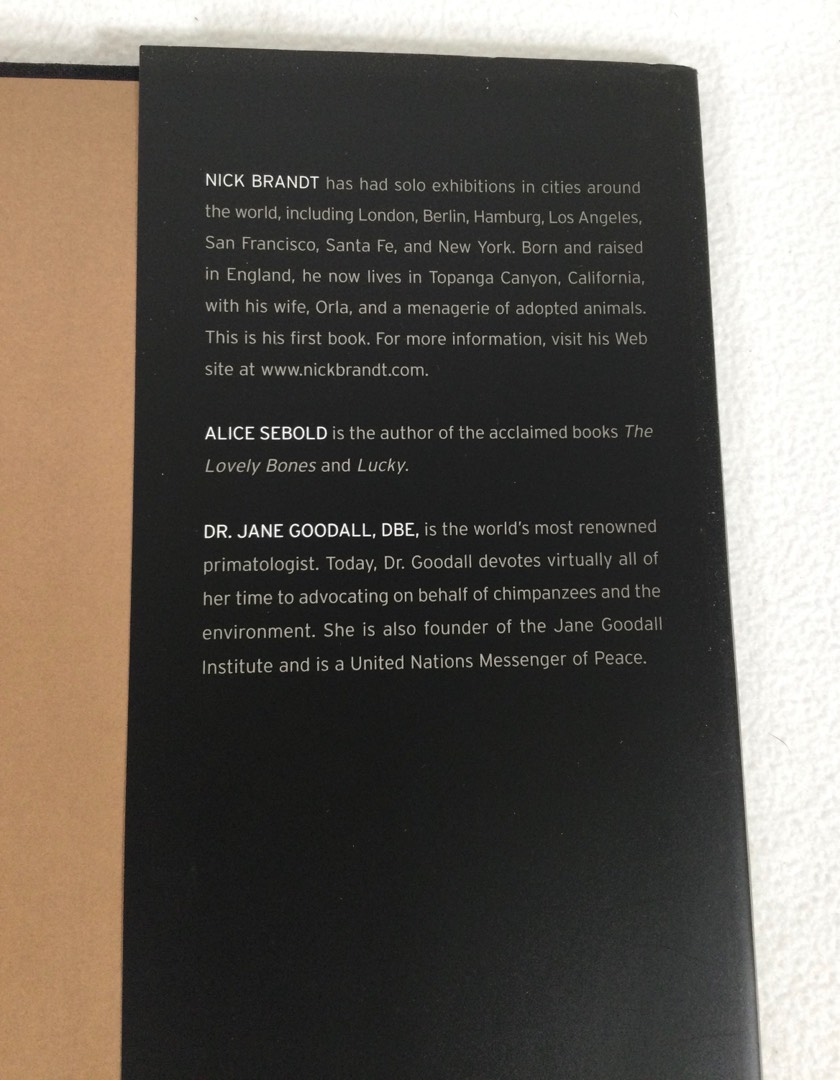 NICK BRANDT has had solo exhibitions in cities around
the world, including London, Berlin, Hamburg, Los Angeles,
San Francisco, Santa Fe, and New York. Born and raised
in England, he now lives in Topanga Canyon, California,
with his wife, Orla, and a menagerie of adopted animals.
This is his first book. For more information, visit his Web
site at www.nickbrandt.com.
ALICE SEBOLD is the author of the acclaimed books The
Lovely Bones and Lucky.
DR. JANE GOODALL, DBE, is the world's most renowned
primatologist. Today, Dr. Goodall devotes virtually all of
her time to advocating on behalf of chimpanzees and the
environment. She is also founder of the Jane Goodall
Institute and is a United Nations Messenger of Peace.